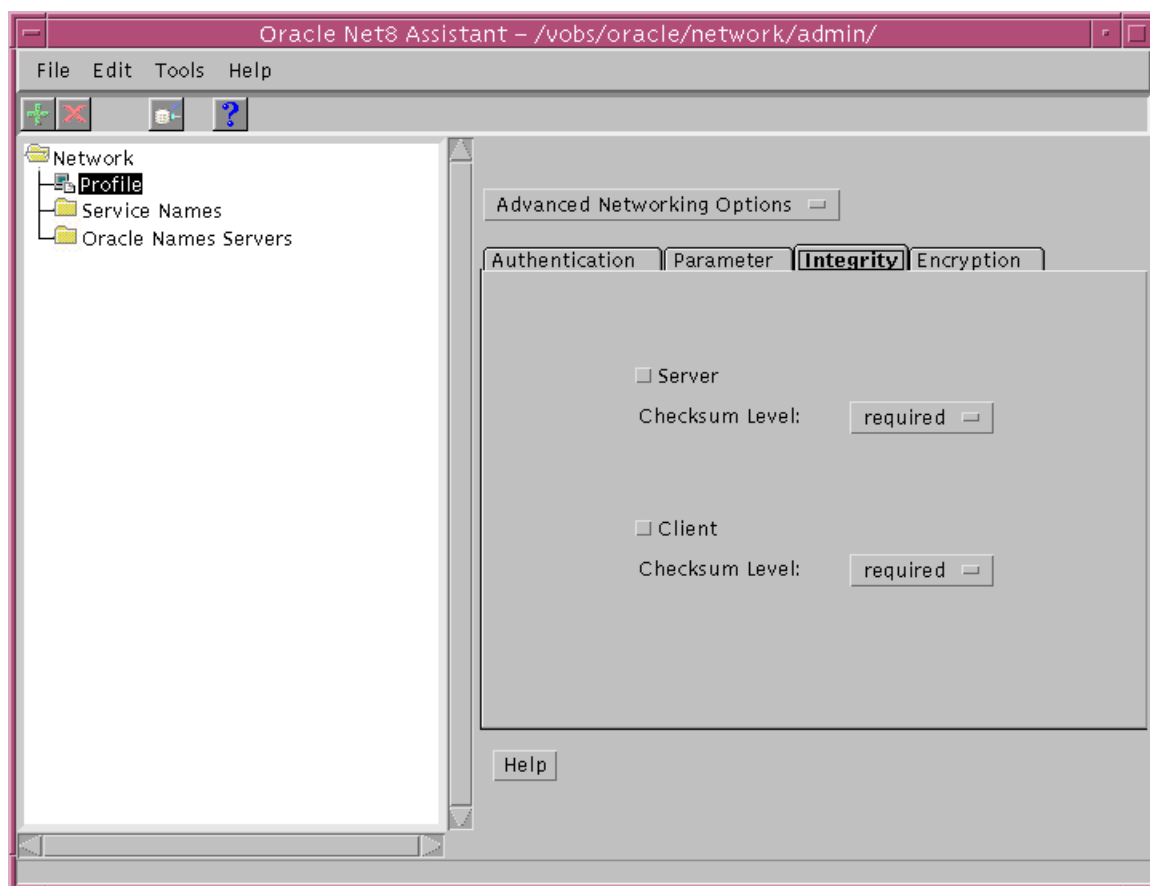 Oracle Net8 Assistant – /vobs/oracle/network/admin/
File Edit Tools Help
?
Network
Profile
Service Names
Oracle Names Servers
Advanced Networking Options
Authentication Parameter Integrity Encryption
Server
Checksum Level: required
Client
Checksum Level: required
Help